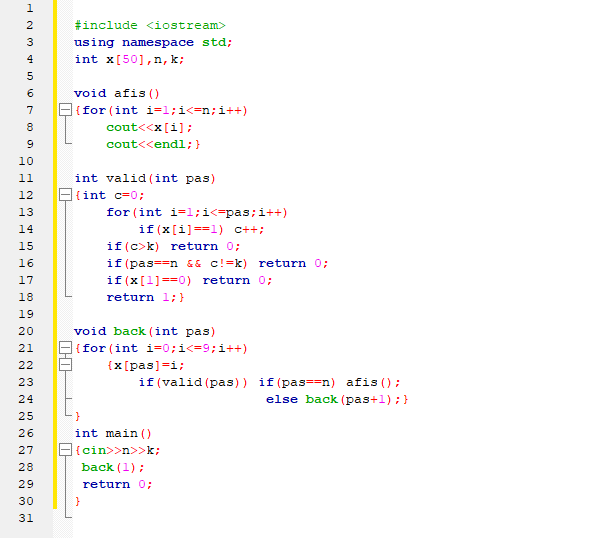 1
2 #include <iostream>
3 using namespace std;
4 int x[50],n,k;
5
6 void afis()
7 {for(int i=1;i<=n;i++)
8 cout<<x[i];
9 cout<<endl;}
10
11 int valid(int pas)
12 {int c=0;
13 for(int i=1;i<=pas;i++)
14 if(x[i]==1) c++;
15 if(c>k) return 0;
16 if(pas==n && c!=k) return 0;
17 if(x[1]==0) return 0;
18 return 1;}
19
20 void back(int pas)
21 {for(int i=0;i<=9;i++)
22 {x[pas]=i;
23 if(valid(pas)) if(pas==n) afis();
24 else back(pas+1);}
25 }
26 int main()
27 {cin>>n>>k;
28 back(1);
29 return 0;
30 }
31